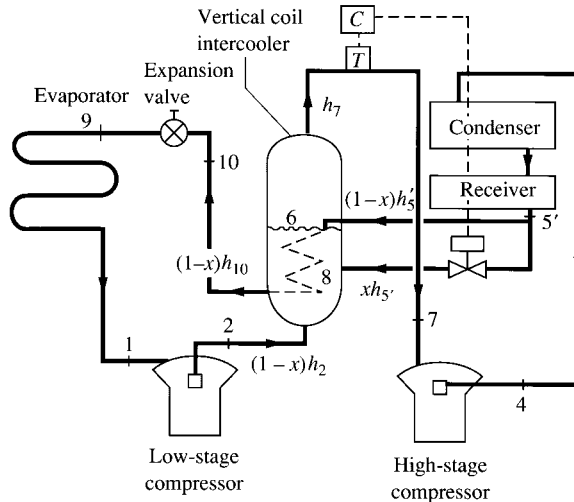 Vertical coil
intercooler
C
T
Expansion
valve
Evaporator
9
h7
Condenser
10
Receiver
(1–x)h5′
5′
6
(1–x)h10
8
xh5′
2
7
1
(1 – x)h2
4
Low-stage
compressor
High-stage
compressor